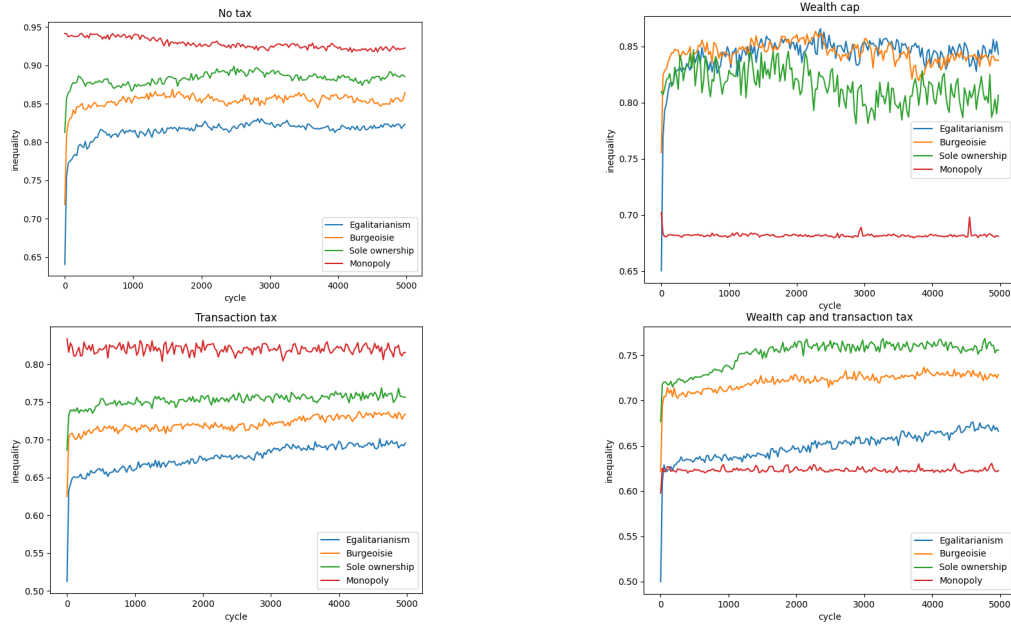 No tax
0.95
0.90
0.85
0.80
0.75
0.70
0.65
inequality
Egalitarianism
Burgeoisie
Sole ownership
Monopoly
0 1000 2000 3000 4000 5000
cycle
Wealth cap
0.85
0.80
0.75
0.70
0.65
inequality
Egalitarianism
Burgeoisie
Sole ownership
Monopoly
0 1000 2000 3000 4000 5000
cycle
Transaction tax
0.80
0.75
0.70
0.65
0.60
0.55
0.50
inequality
Egalitarianism
Burgeoisie
Sole ownership
Monopoly
0 1000 2000 3000 4000 5000
cycle
Wealth cap and transaction tax
0.75
0.70
0.65
0.60
0.55
0.50
inequality
Egalitarianism
Burgeoisie
Sole ownership
Monopoly
0 1000 2000 3000 4000 5000
cycle